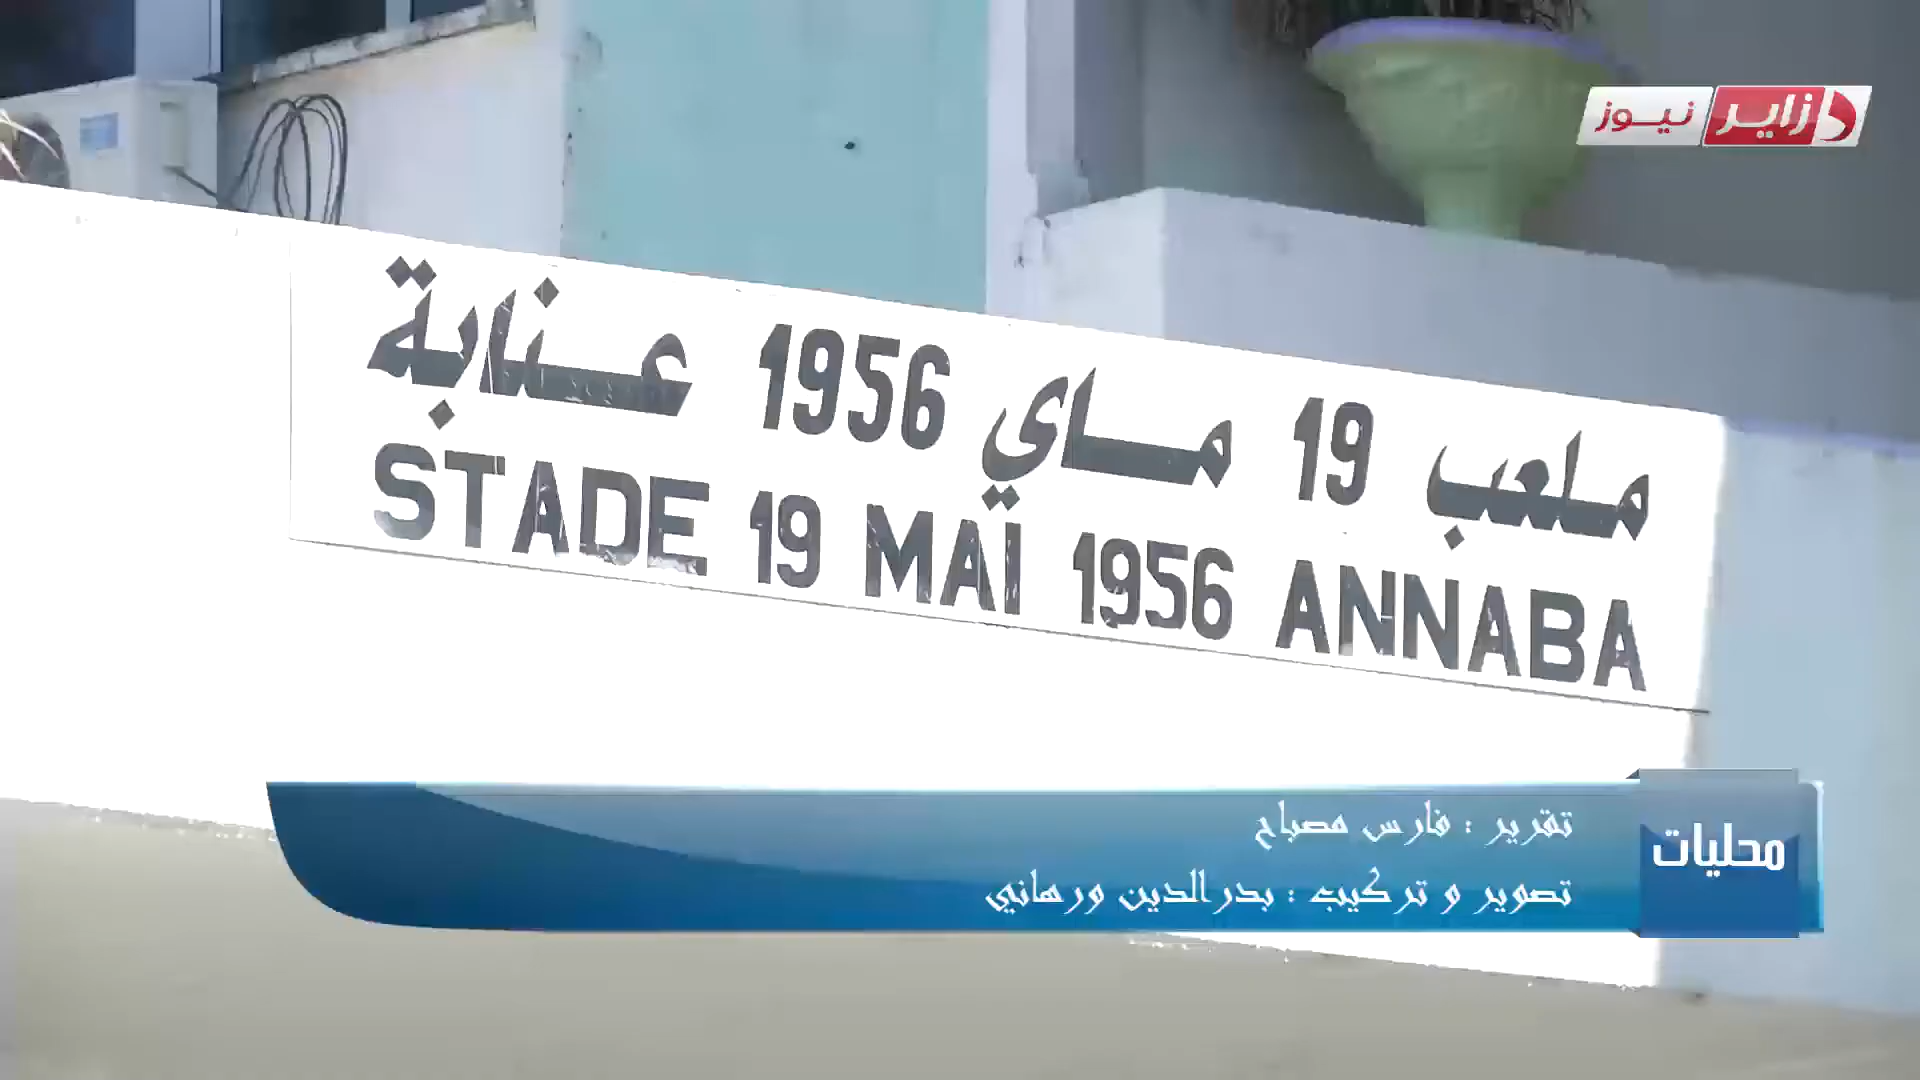 دزاير نيوز
ملعب 19 ماي 1956 عنابة
STADE 19 MAÏ 1956 ANNABA
محليات
تقرير : فارس مصباح
تصوير و تركيب : بدرالدين ورهاني